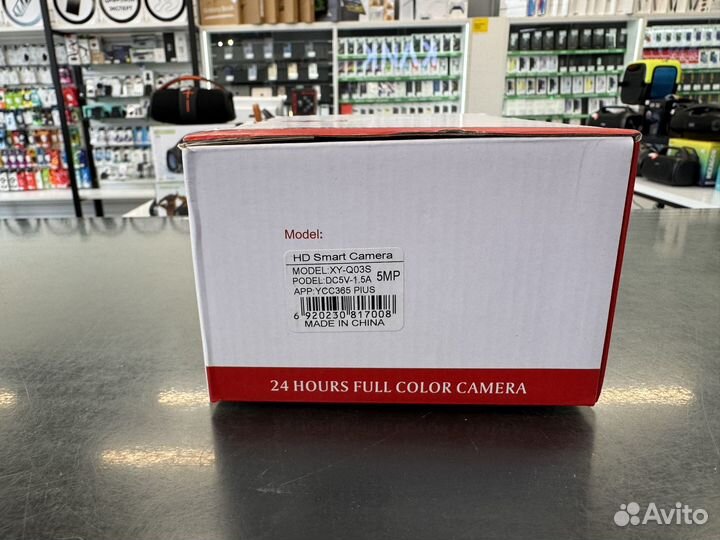 ЭКСПЕРТ
Model:
HD Smart Camera
MODEL:XY-Q03S
5MP
PODEL:DC5V-1.5A
APP:YCC365 PIUS
6 920230 817008
MADE IN CHINA
24 HOURS FULL COLOR CAMERA
Avito